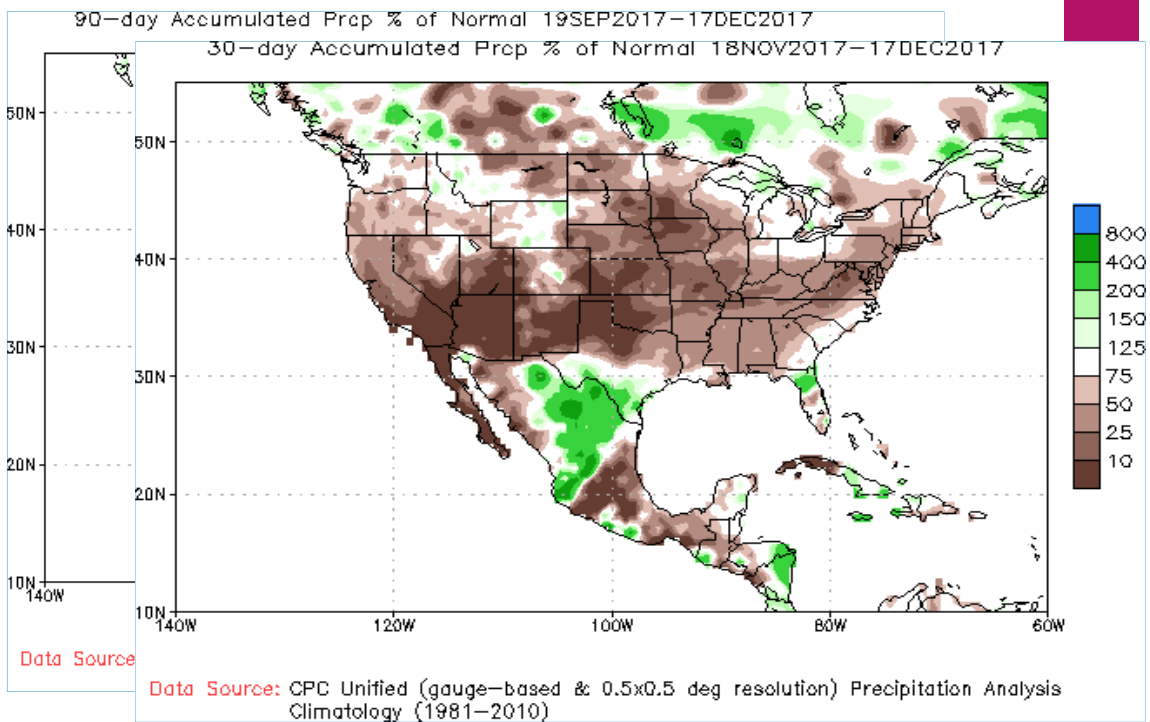 90-day Accumulated Prcp % of Normal 19SEP2017-17DEC2017
30-day Accumulated Prcp % of Normal 18NOV2017-17DEC2017
50N
40N
30N
20N
10N
140W
50N
40N
30N
20N
10N
140W
120W
100W
80W
60W
800
400
200
150
125
75
50
25
10
Data Source:
Data Source: CPC Unified (gauge-based & 0.5x0.5 deg resolution) Precipitation Analysis
Climatology (1981-2010)